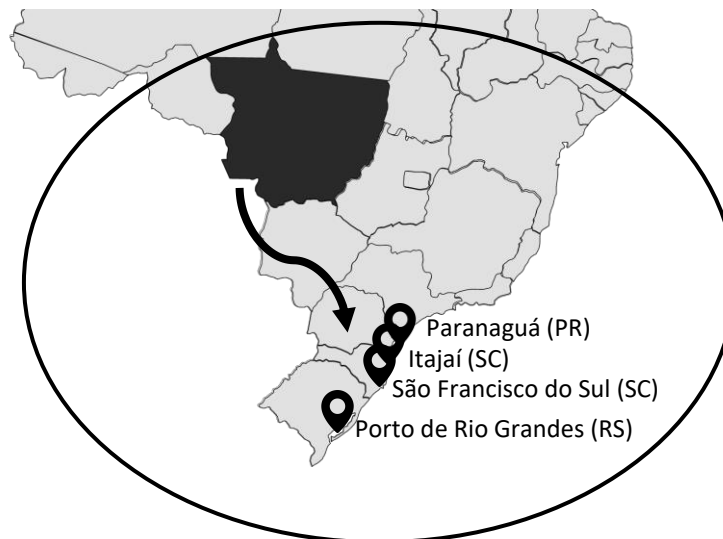 Paranaguá (PR)
Itajaí (SC)
São Francisco do Sul (SC)
Porto de Rio Grandes (RS)